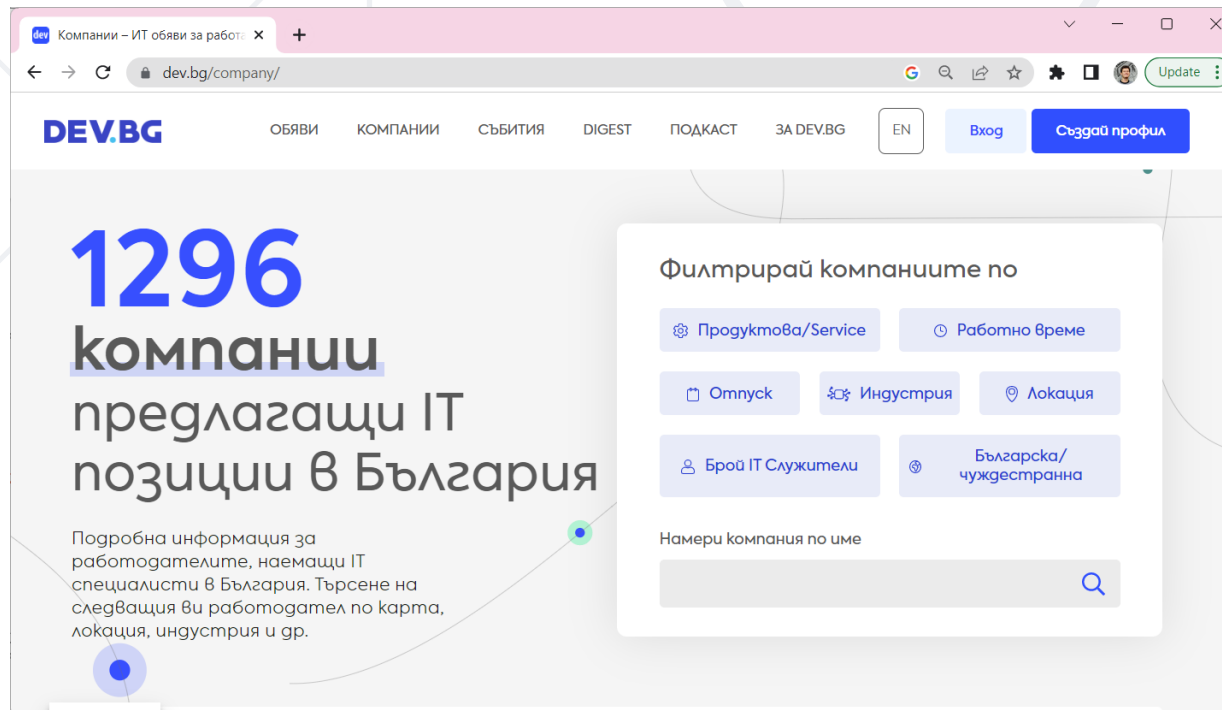 dev Компании – ИТ обяви за работа
dev.bg/company/
Update
DEV.BG
ОБЯВИ КОМПАНИИ СЪБИТИЯ DIGEST ПОДКАСТ ЗА DEV.BG EN Вход Създай профил
1296
компании
предлагащи IT
позиции в България
Подробна информация за
работодателите, наемащи IT
специалисти в България. Търсене на
следващия ви работодател по карта,
локация, индустрия и др.
Филтрирай компаниите по
Продуктова/Service Работно време
Отпуск Индустрия Локация
Брой IT Служители
Българска/
чуждестранна
Намери компания по име